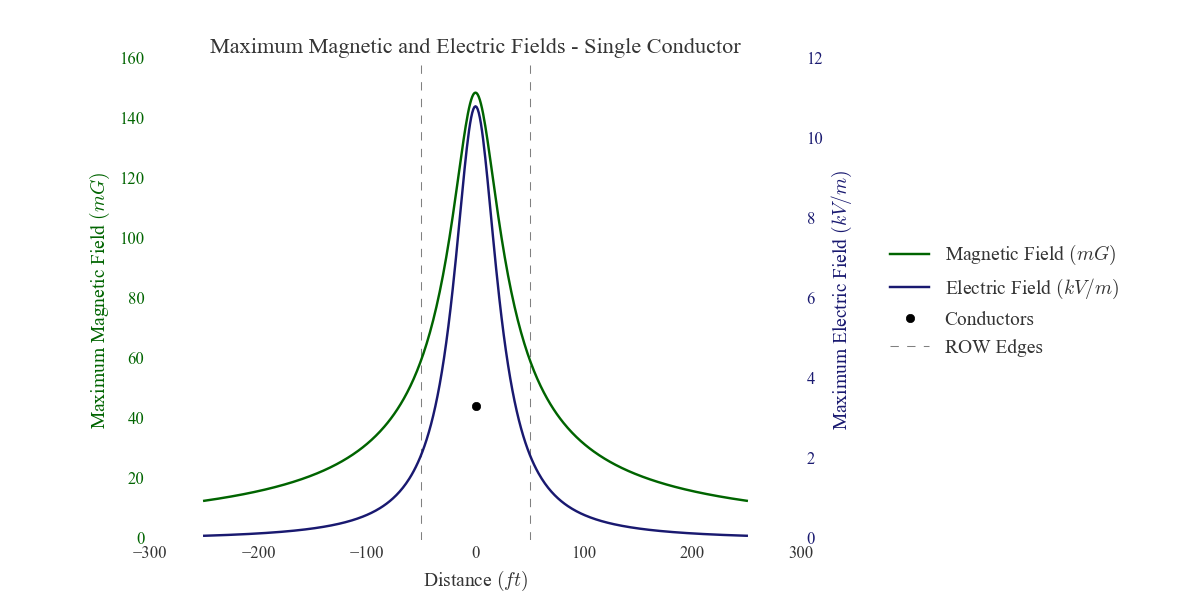 Maximum Magnetic and Electric Fields - Single Conductor
Maximum Magnetic Field (mG)
160
140
120
100
80
60
40
20
0
−300
−200
−100
0
100
200
300
Distance (ft)
12
10
8
6
4
2
0
Maximum Electric Field (kV/m)
Magnetic Field (mG)
Electric Field (kV/m)
Conductors
ROW Edges